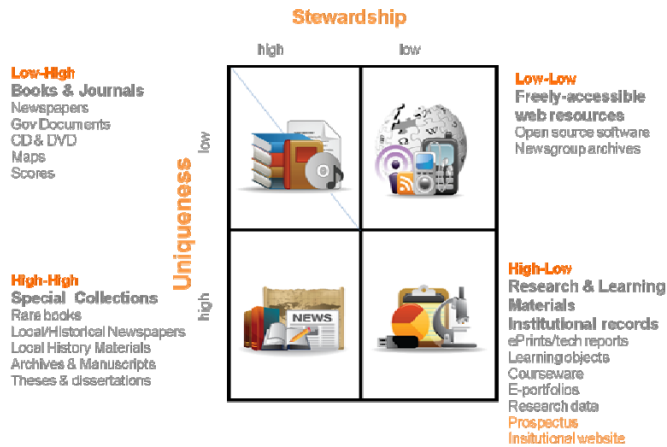 Stewardship
high
low
Low-High
Books & Journals
Newspapers
Gov Documents
CD & DVD
Maps
Scores
Low-Low
Freely-accessible
web resources
Open source software
Newsgroup archives
Uniqueness
low
high
High-High
Special Collections
Rare books
Local/Historical Newspapers
Local History Materials
Archives & Manuscripts
Theses & dissertations
NEWS
High-Low
Research & Learning
Materials
Institutional records
ePrints/tech reports
Learning objects
Courseware
E-portfolios
Research data
Prospectus
Insitutional website